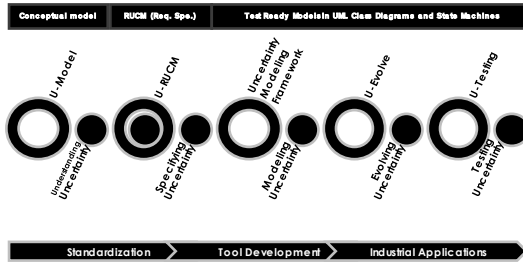 Conceptual model
RUCM (Req. Spe.)
Test Ready Models in UML Class Diagrams and State Machines
U-Model
U-RUCM
Uncertainty
Modeling
Framework
U-Evolve
U-Testing
Understanding
Uncertainty
Specifying
Uncertainty
Modeling
Uncertainty
Evolving
Uncertainty
Testing
Uncertainty
Standardization
Tool Development
Industrial Applications